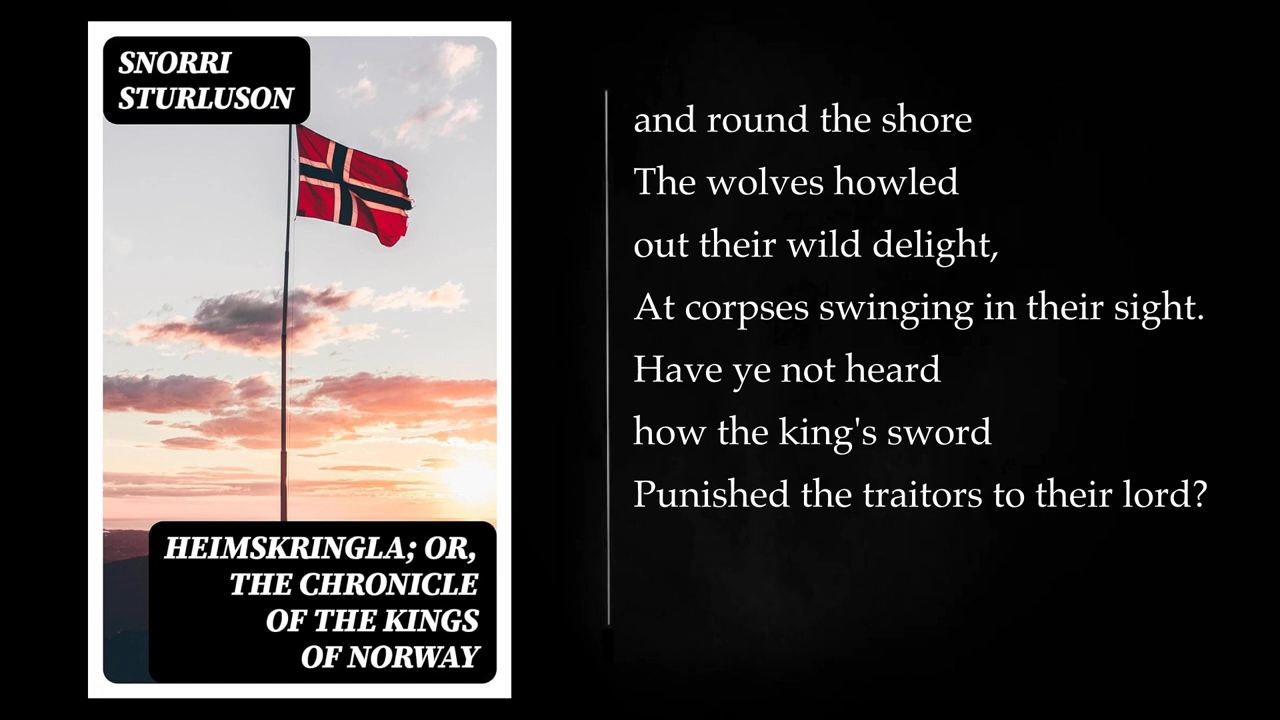 SNORRI
STURLUSON
HEIMSKRINGLA; OR,
THE CHRONICLE
OF THE KINGS
OF NORWAY
and round the shore
The wolves howled
out their wild delight,
At corpses swinging in their sight.
Have ye not heard
how the king's sword
Punished the traitors to their lord?